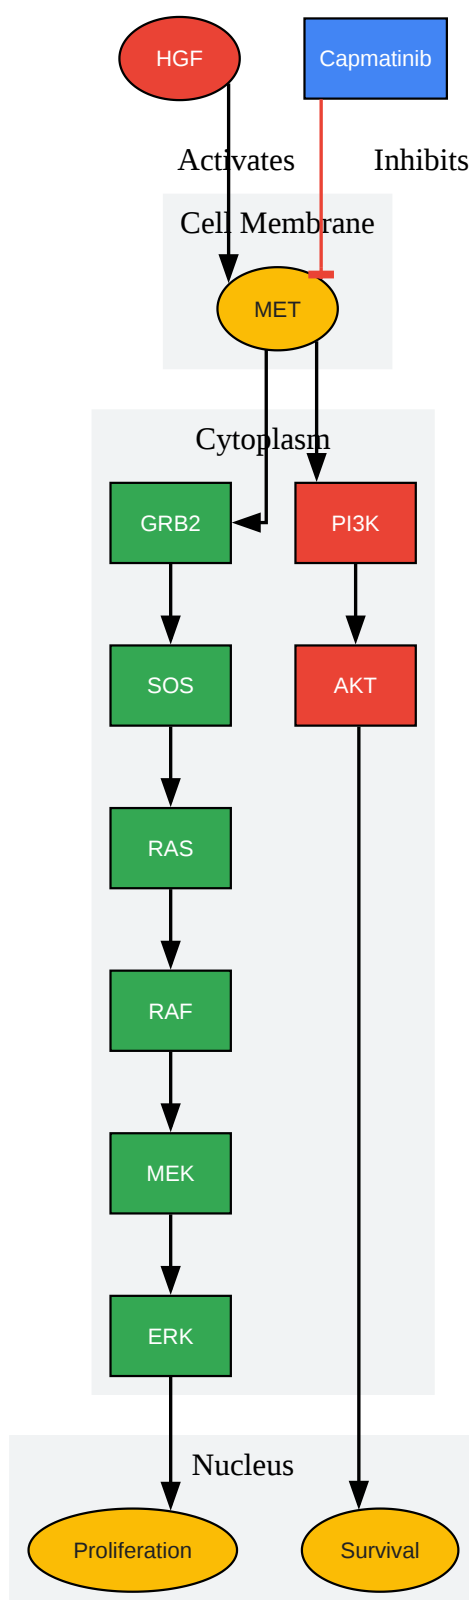 HGF
Capmatinib
Activates
Inhibits
Cell Membrane
MET
Cytoplasm
GRB2
PI3K
SOS
AKT
RAS
RAF
MEK
ERK
Nucleus
Proliferation
Survival